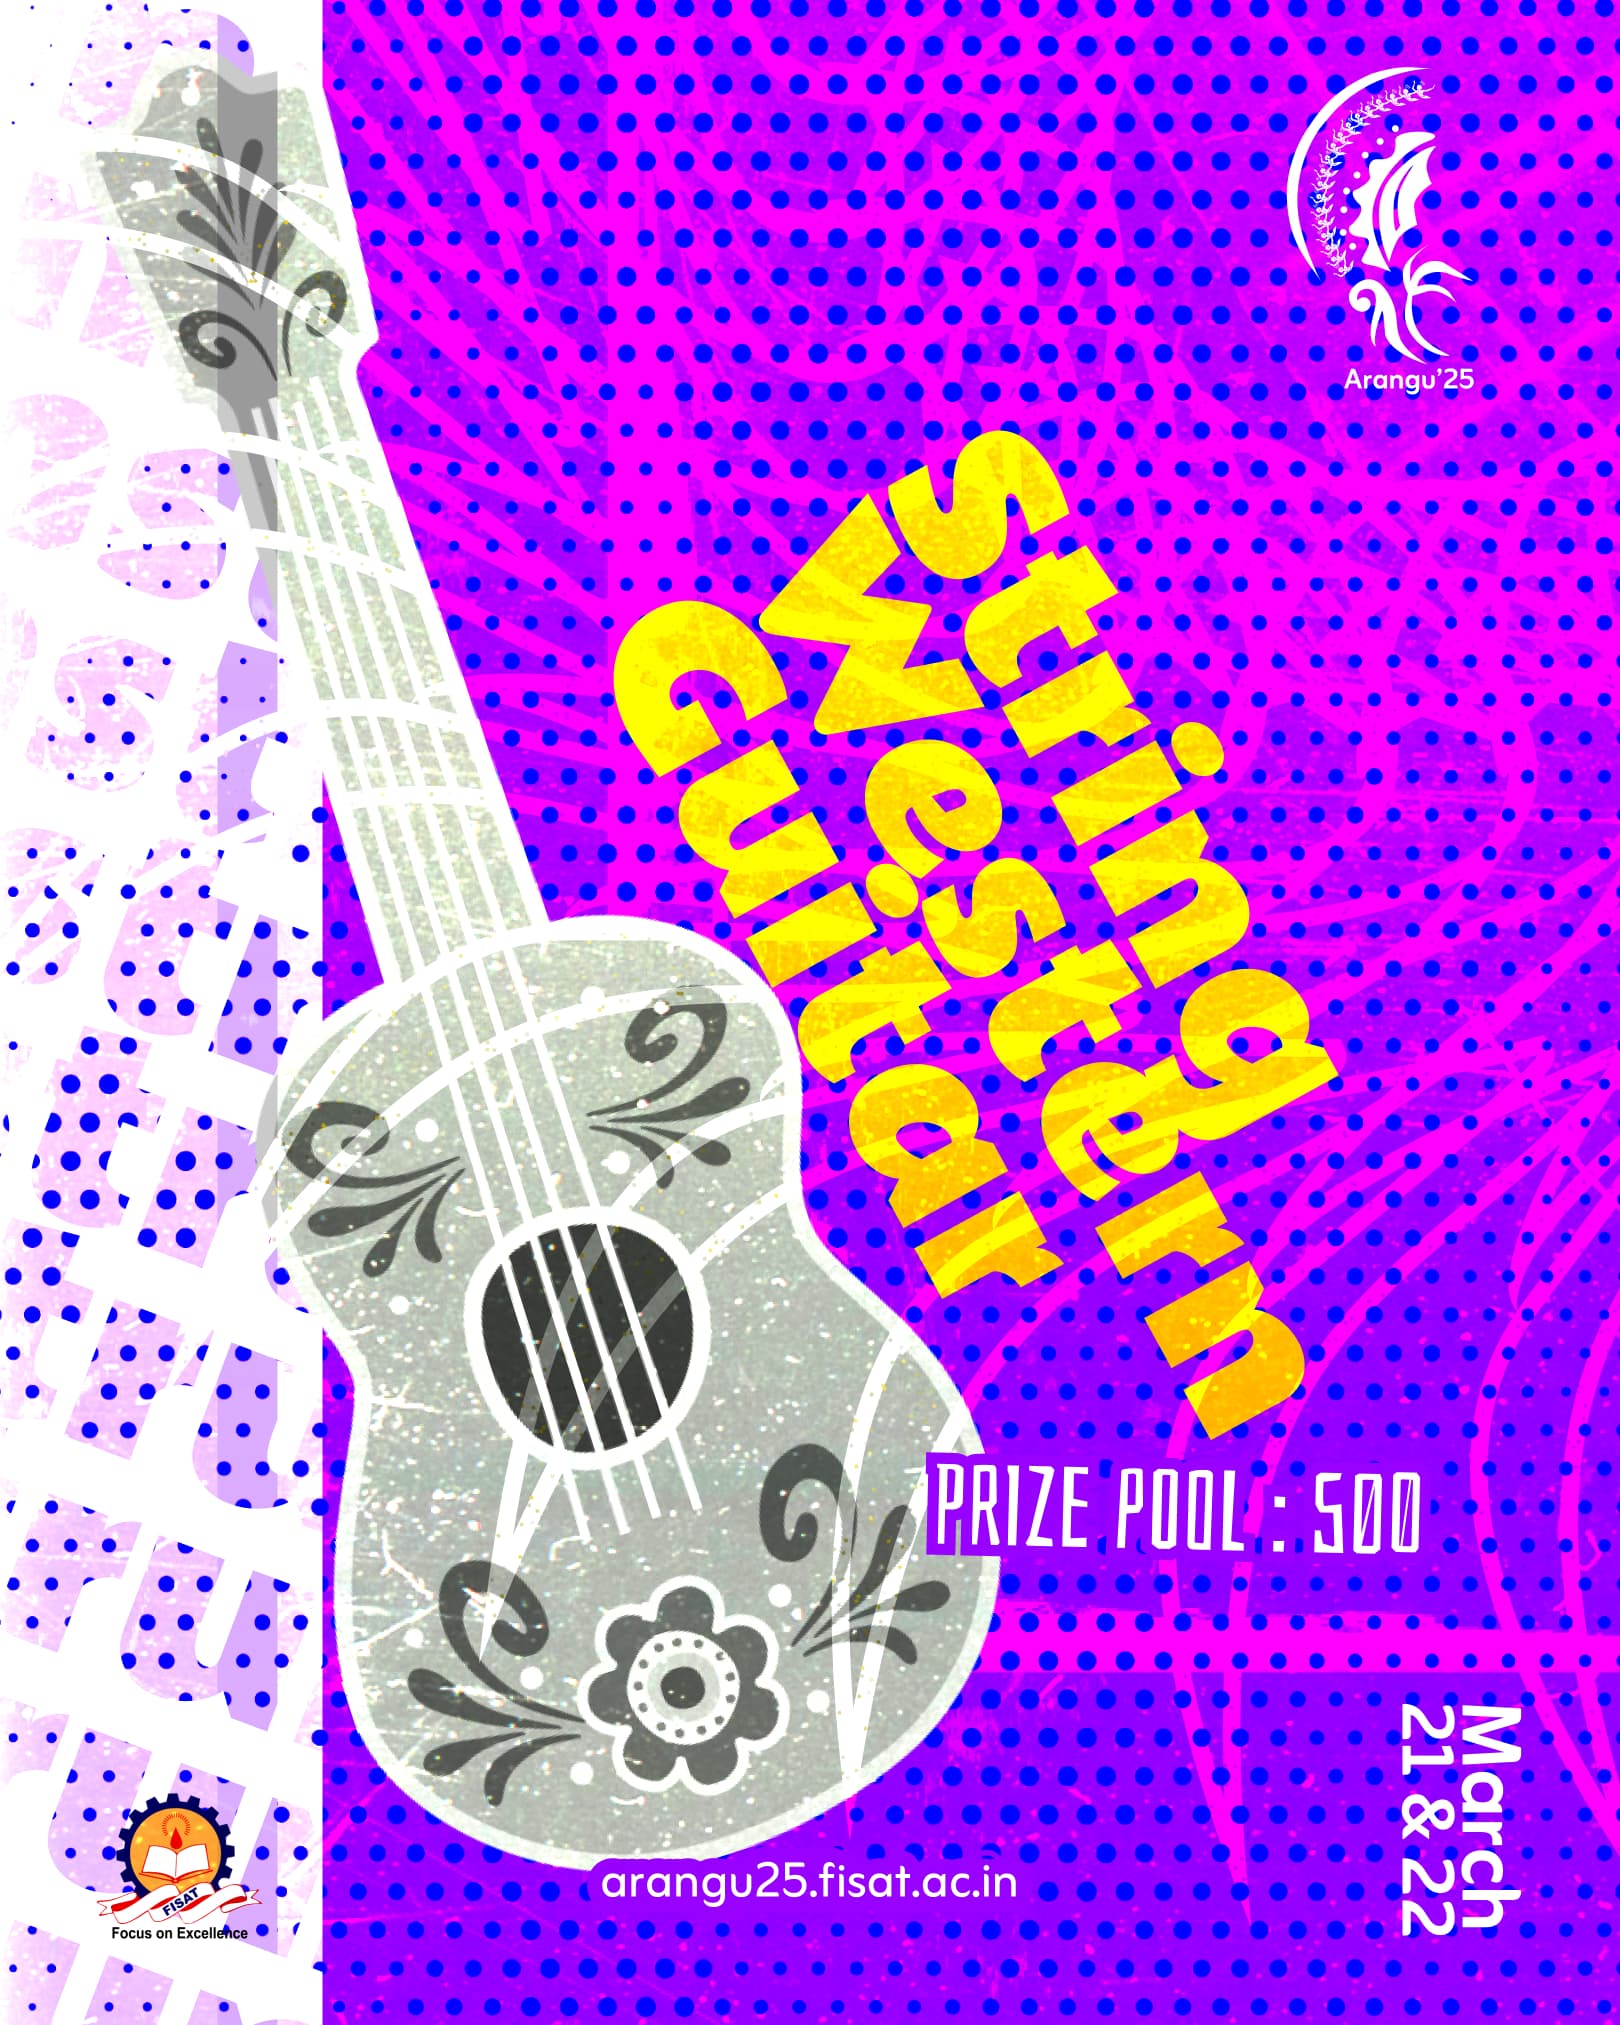 Arangu'25
String
Western
Guitar
PRIZE POOL : 500
March
21 & 22
arangu25.fisat.ac.in
FISAT
Focus on Excellence